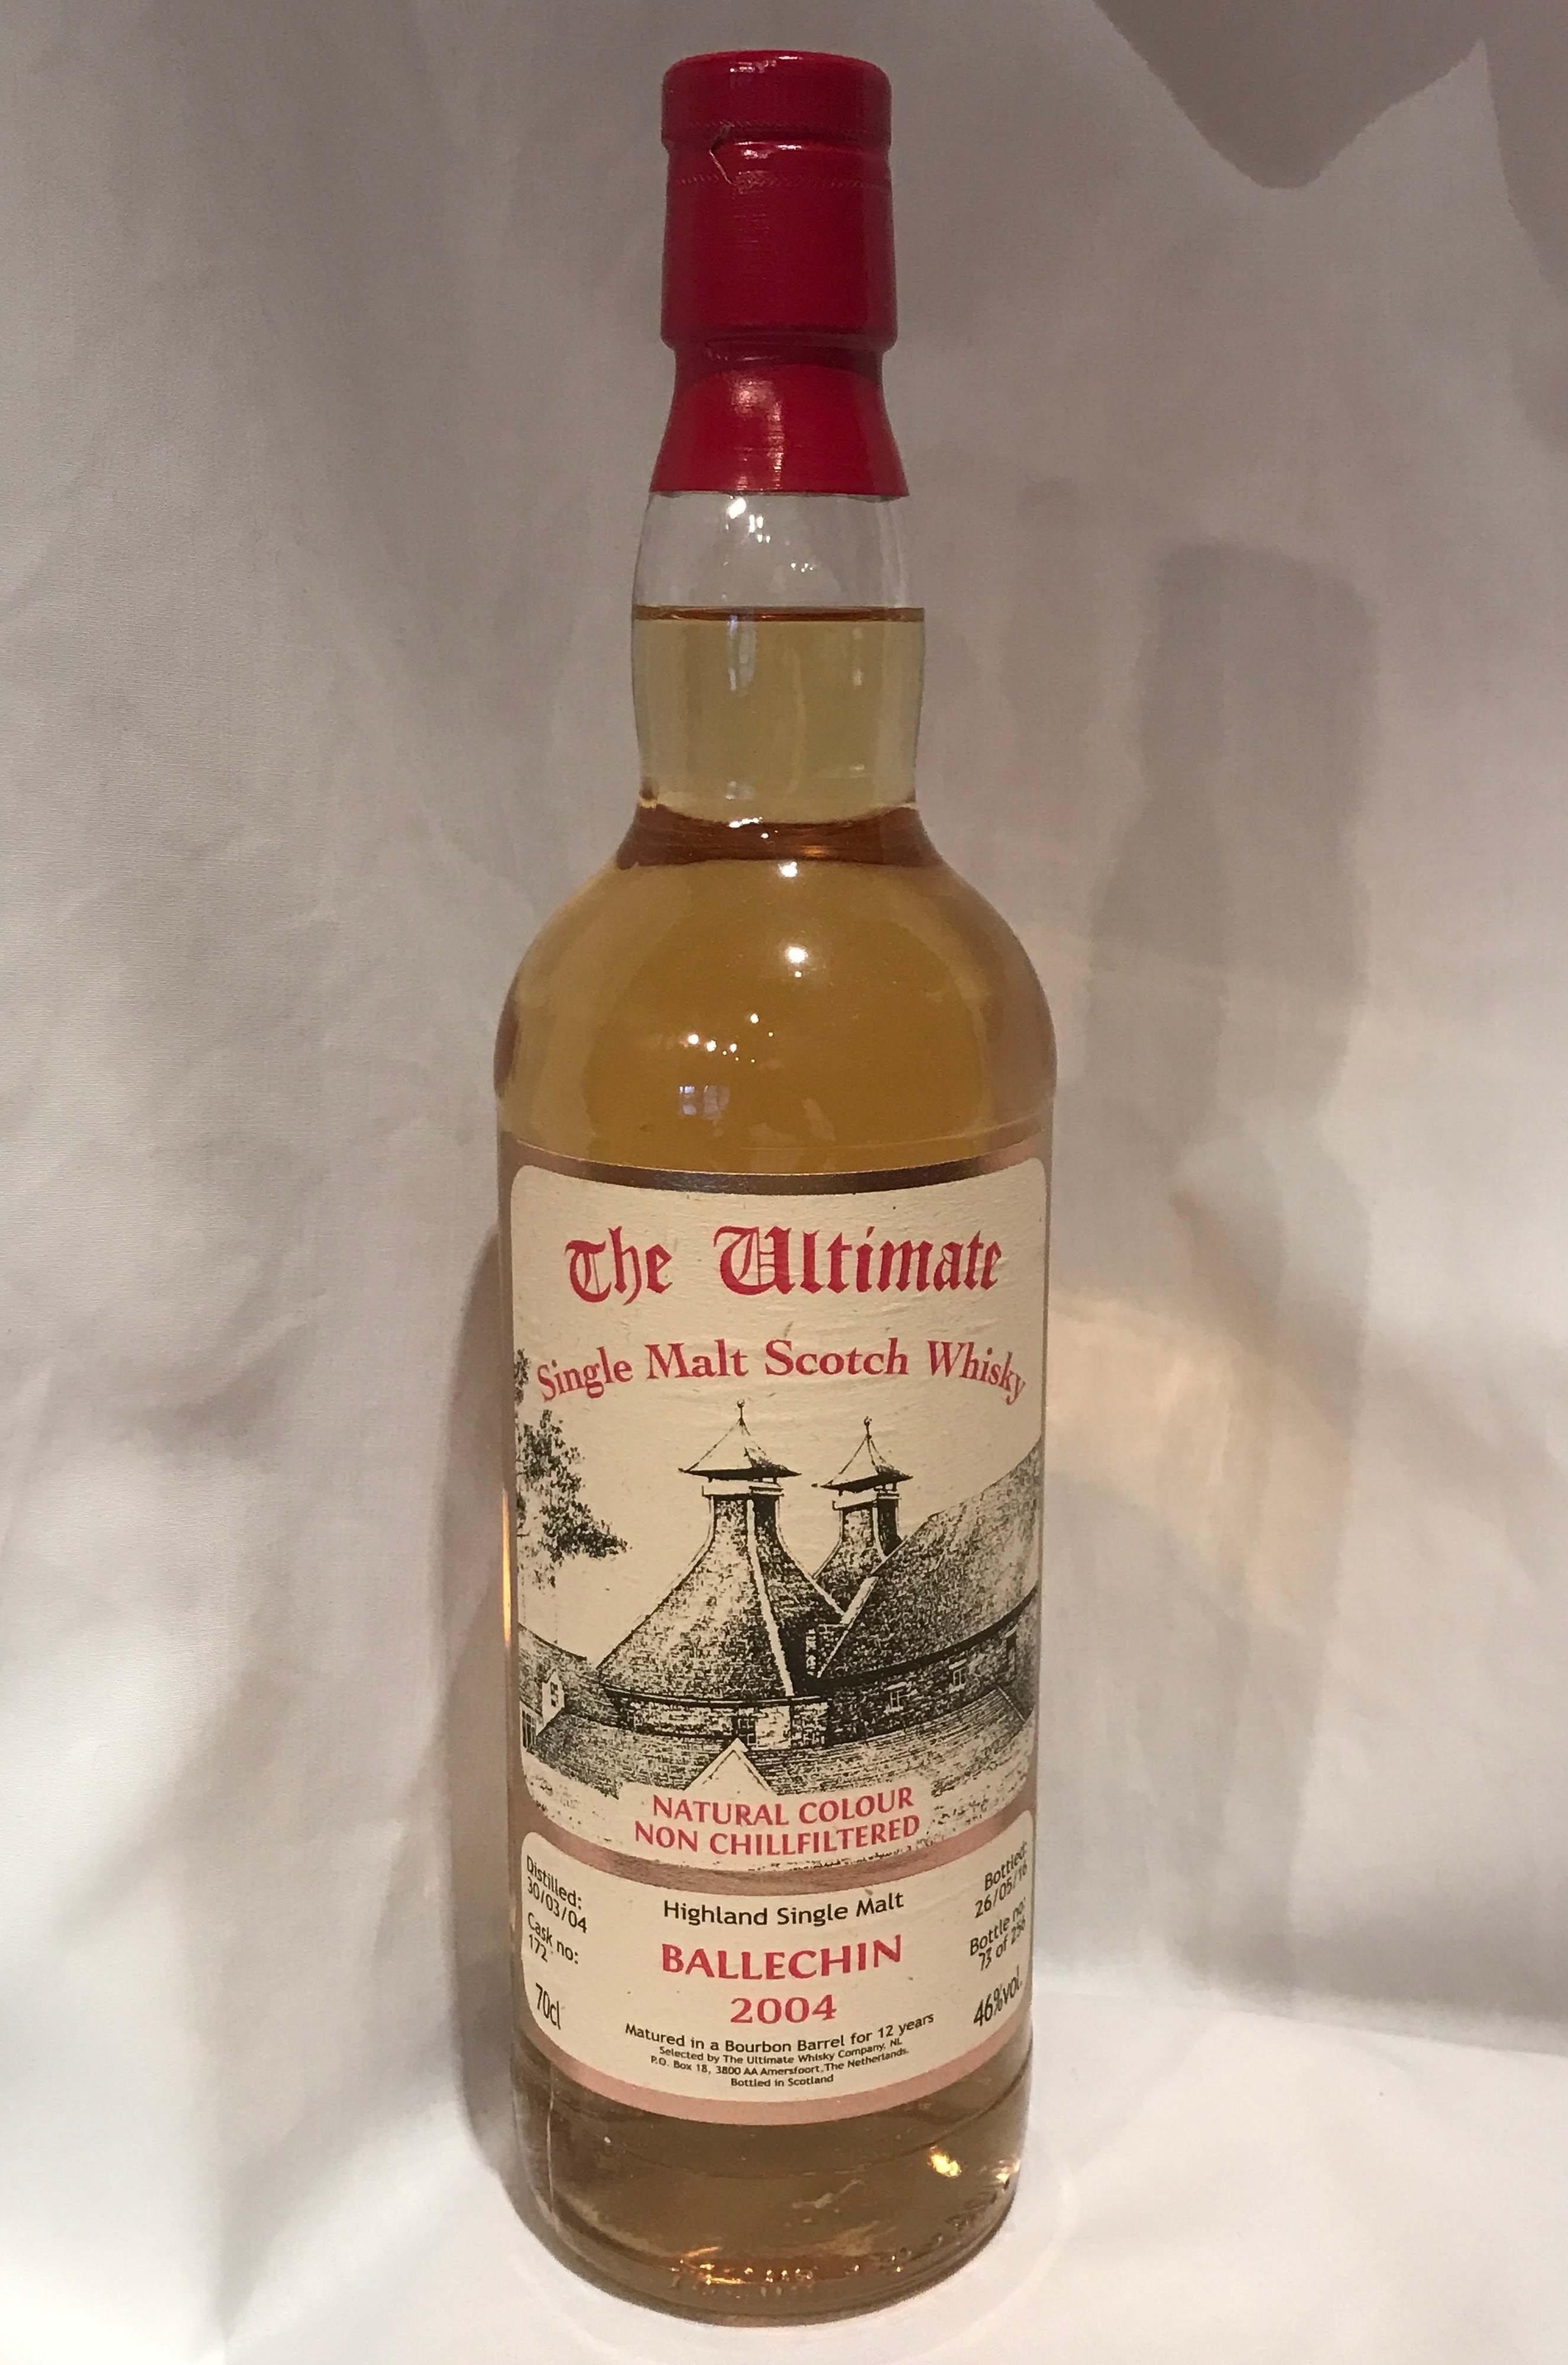 The Ultimate
Single Malt Scotch Whisky
NATURAL COLOUR
NON CHILLFILTERED
Distilled:
30/03/04
Cask no:
172
70cl
Highland Single Malt
BALLECHIN
2004
Matured in a Bourbon Barrel for 12 years
Selected by The Ultimate Whisky Company, NL
P.O. Box 18, 3800 AA Amersfoort, The Netherlands.
Bottled in Scotland
Bottled:
26/05/16
Bottle no:
73 of 256
46%vol.